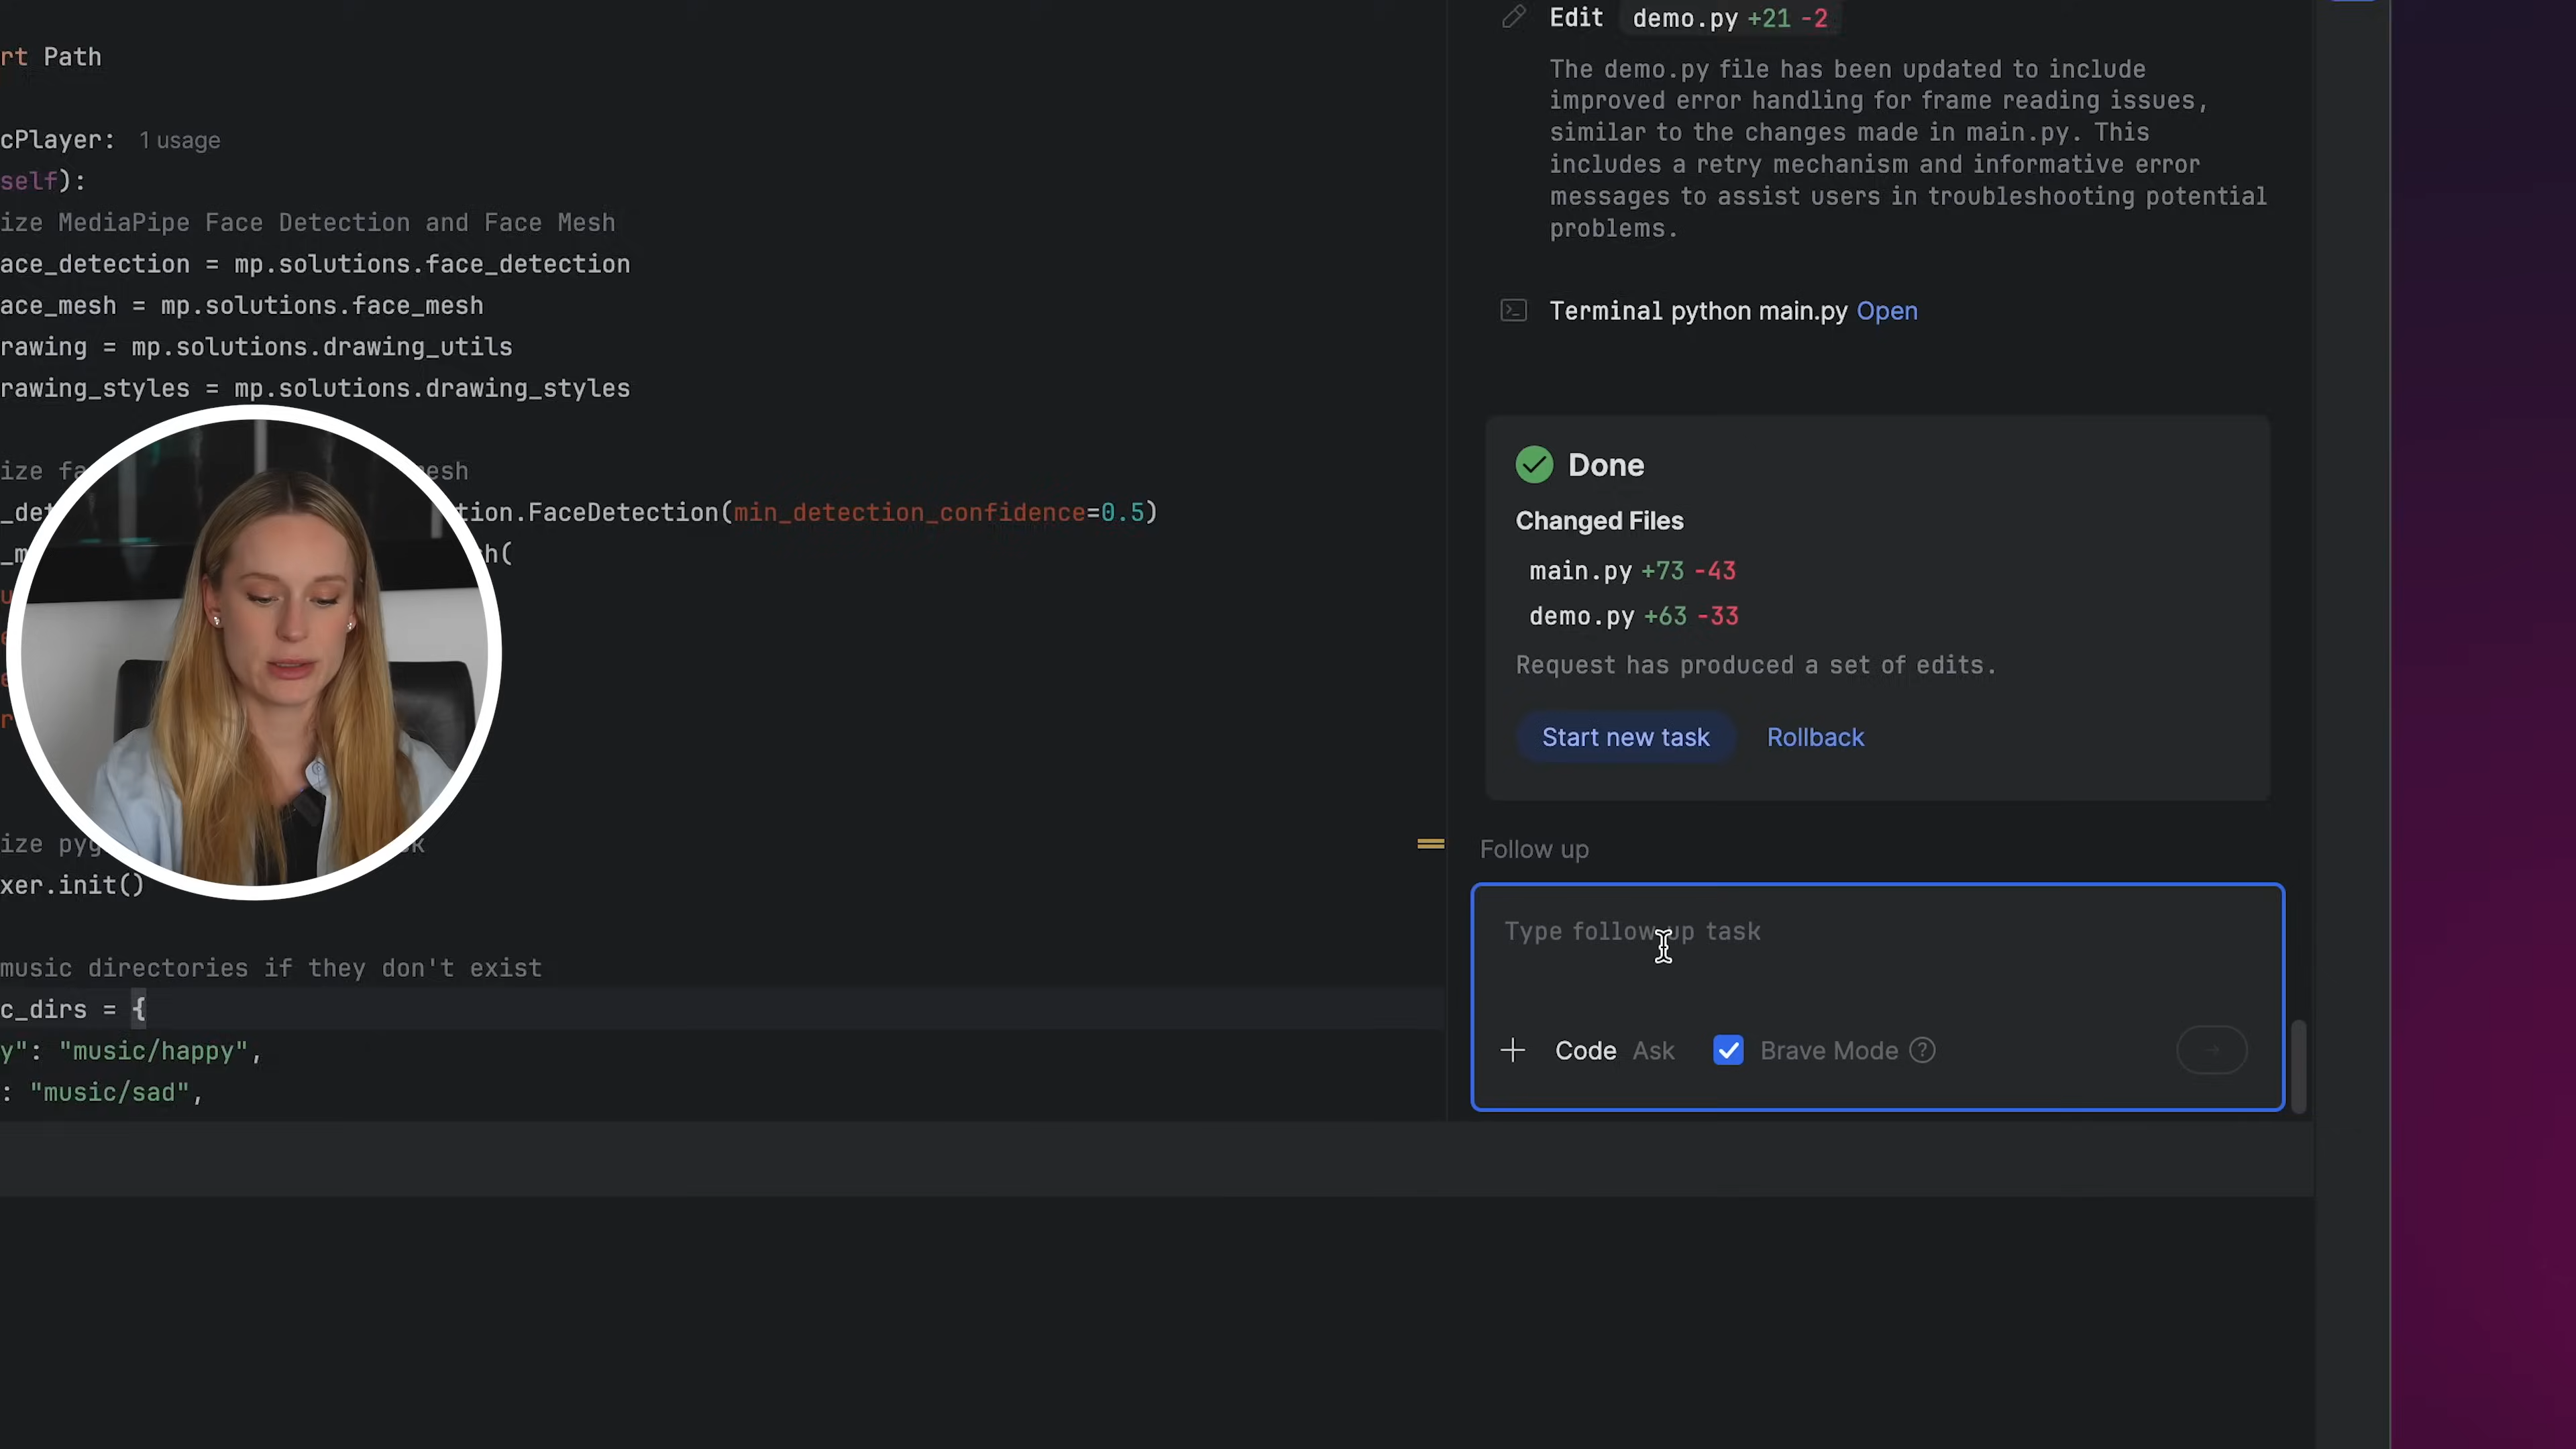 rt Path
cPlayer: 1 usage
self):
ize MediaPipe Face Detection and Face Mesh
ace_detection = mp.solutions.face_detection
ace_mesh = mp.solutions.face_mesh
rawing = mp.solutions.drawing_utils
rawing_styles = mp.solutions.drawing_styles
ize fa esh
_det tion.FaceDetection(min_detection_confidence=0.5)
_m h(
ize pyg k
xer.init()
music directories if they don't exist
c_dirs = {
y": "music/happy",
: "music/sad",
Edit demo.py +21 -2
The demo.py file has been updated to include
improved error handling for frame reading issues,
similar to the changes made in main.py. This
includes a retry mechanism and informative error
messages to assist users in troubleshooting potential
problems.
Terminal python main.py Open
Done
Changed Files
main.py +73 -43
demo.py +63 -33
Request has produced a set of edits.
Start new task Rollback
Follow up
Type follow up task
Code Ask Brave Mode